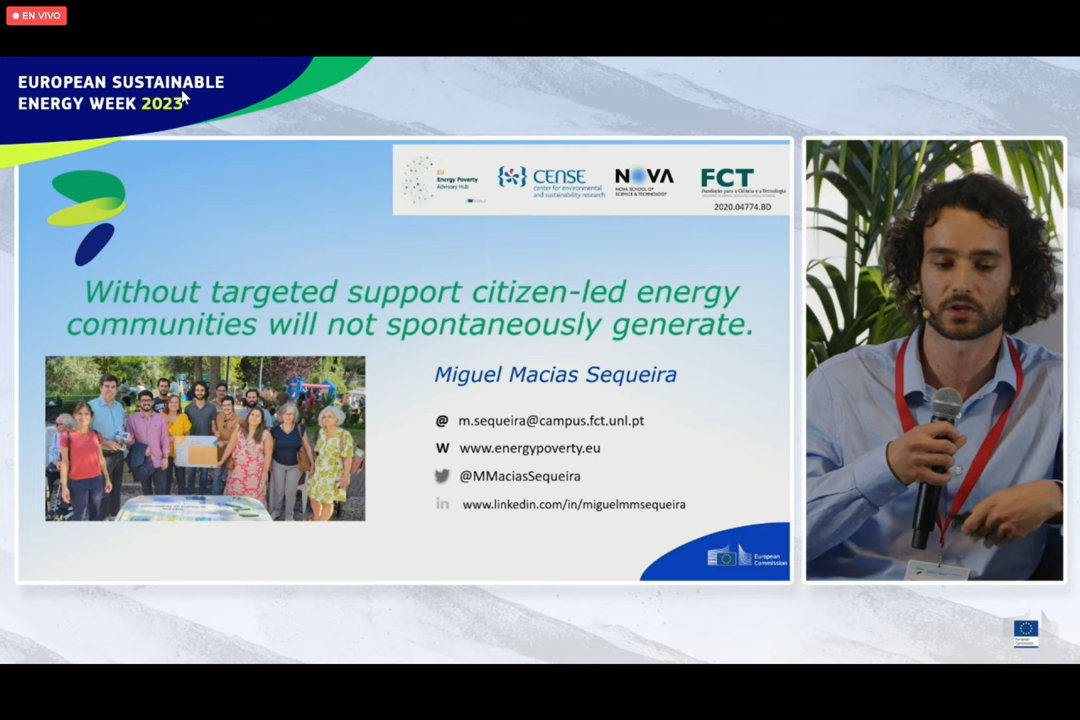 EN VIVO
EUROPEAN SUSTAINABLE
ENERGY WEEK 2023
EU
Energy Poverty
Advisory Hub
CENSE
center for environmental
and sustainability research
NOVA
NOVA SCHOOL OF
SCIENCE & TECHNOLOGY
FCT
Fundação para a Ciência e a Tecnologia
2020.04774.BD
Without targeted support citizen-led energy
communities will not spontaneously generate.
Miguel Macias Sequeira
@ m.sequeira@campus.fct.unl.pt
W www.energypoverty.eu
@MMaciasSequeira
in www.linkedin.com/in/miguelmmsequeira
European
Commission
European
Commission